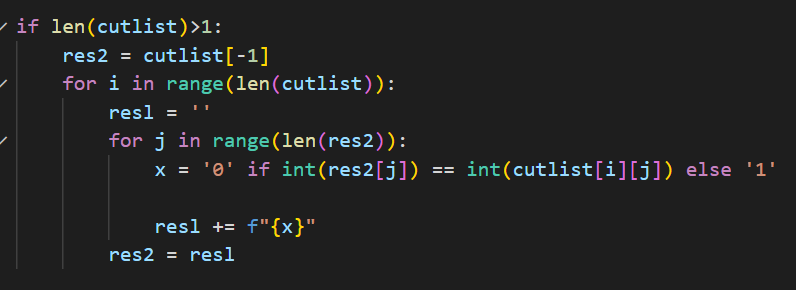 if len(cutlist)>1:
    res2 = cutlist[-1]
    for i in range(len(cutlist)):
        resl = ''
        for j in range(len(res2)):
            x = '0' if int(res2[j]) == int(cutlist[i][j]) else '1'

            resl += f"{x}"
        res2 = resl